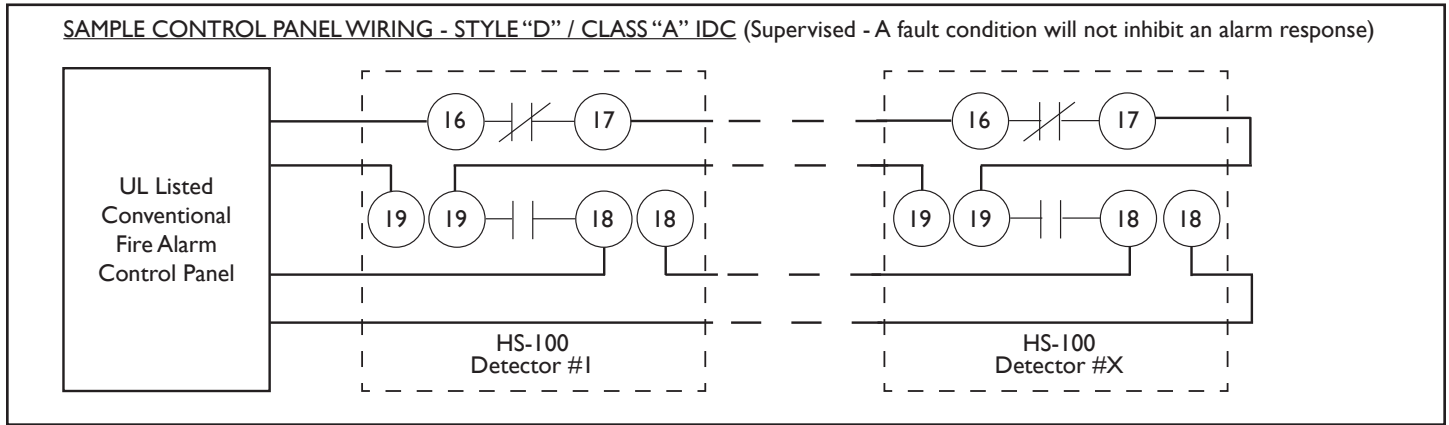 SAMPLE CONTROL PANEL WIRING - STYLE “D” / CLASS “A” IDC (Supervised - A fault condition will not inhibit an alarm response)
UL Listed
Conventional
Fire Alarm
Control Panel
16 17
19 19 18 18
HS-100
Detector #1
16 17
19 19 18 18
HS-100
Detector #X